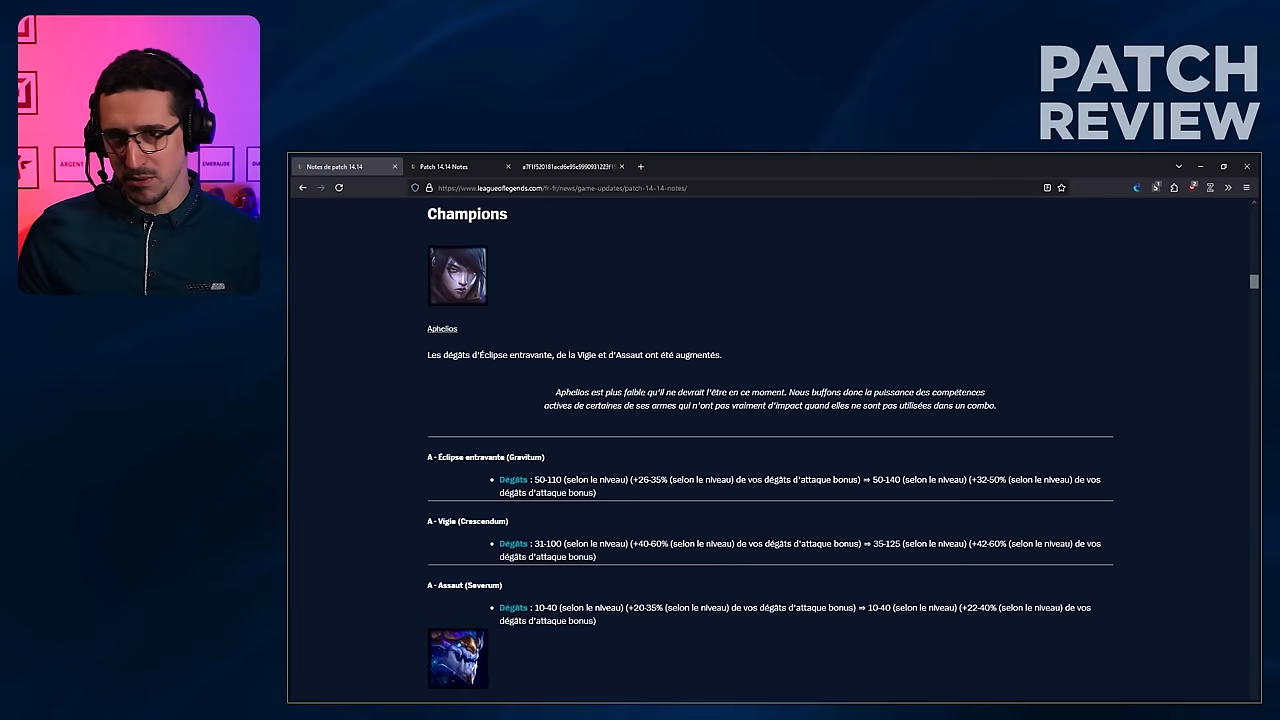 PATCH
REVIEW
ARGENT
EMERAUDE
Notes de patch 14.14
Patch 14.14 Notes
https://www.leagueoflegends.com/fr-fr/news/game-updates/patch-14-14-notes/
Champions
Aphelios
Les dégâts d'Éclipse entravante, de la Vigie et d'Assaut ont été augmentés.
Aphelios est plus faible qu'il ne devrait l'être en ce moment. Nous buffons donc la puissance des compétences
actives de certaines de ses armes qui n'ont pas vraiment d'impact quand elles ne sont pas utilisées dans un combo.
A - Éclipse entravante (Gravitum)
• Dégâts : 50-110 (selon le niveau) (+26-35% (selon le niveau) de vos dégâts d'attaque bonus) ⇒ 50-140 (selon le niveau) (+32-50% (selon le niveau) de vos
dégâts d'attaque bonus)
A - Vigie (Crescendum)
• Dégâts : 31-100 (selon le niveau) (+40-60% (selon le niveau) de vos dégâts d'attaque bonus) ⇒ 35-125 (selon le niveau) (+42-60% (selon le niveau) de vos
dégâts d'attaque bonus)
A - Assaut (Severum)
• Dégâts : 10-40 (selon le niveau) (+20-35% (selon le niveau) de vos dégâts d'attaque bonus) ⇒ 10-40 (selon le niveau) (+22-40% (selon le niveau) de vos
dégâts d'attaque bonus)